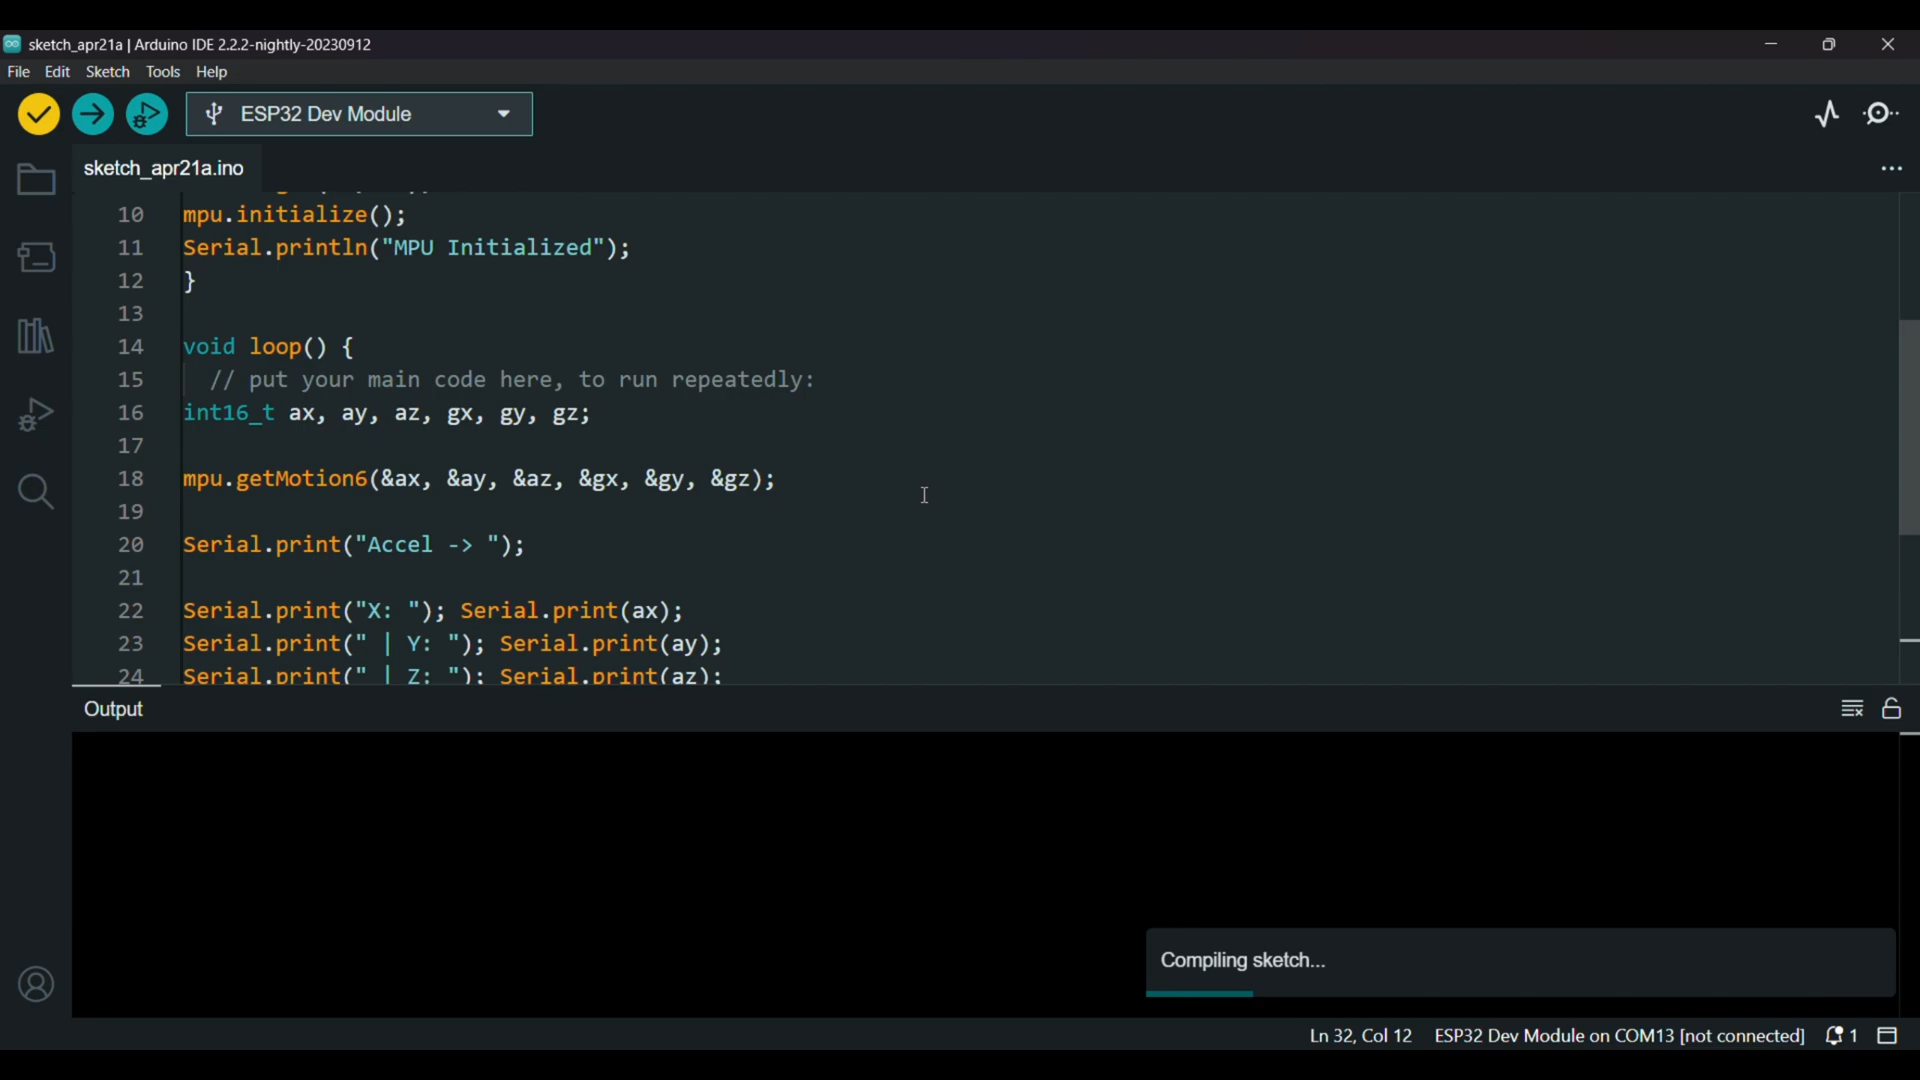 sketch_apr21a | Arduino IDE 2.2.2-nightly-20230912
File Edit Sketch Tools Help
ESP32 Dev Module
sketch_apr21a.ino
10 mpu.initialize();
11 Serial.println("MPU Initialized");
12 }
13
14 void loop() {
15 // put your main code here, to run repeatedly:
16 int16_t ax, ay, az, gx, gy, gz;
17
18 mpu.getMotion6(&ax, &ay, &az, &gx, &gy, &gz);
19
20 Serial.print("Accel -> ");
21
22 Serial.print("X: "); Serial.print(ax);
23 Serial.print(" | Y: "); Serial.print(ay);
24 Serial.print(" | Z: "); Serial.print(az);
Output
Compiling sketch...
Ln 32, Col 12 ESP32 Dev Module on COM13 [not connected] 1